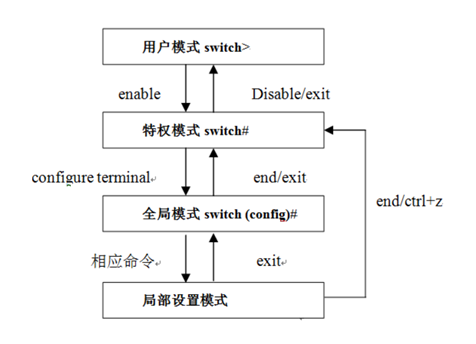 用户模式 switch>
enable
Disable/exit
特权模式 switch#
configure terminal
end/exit
end/ctrl+z
全局模式 switch (config)#
相应命令
exit
局部设置模式